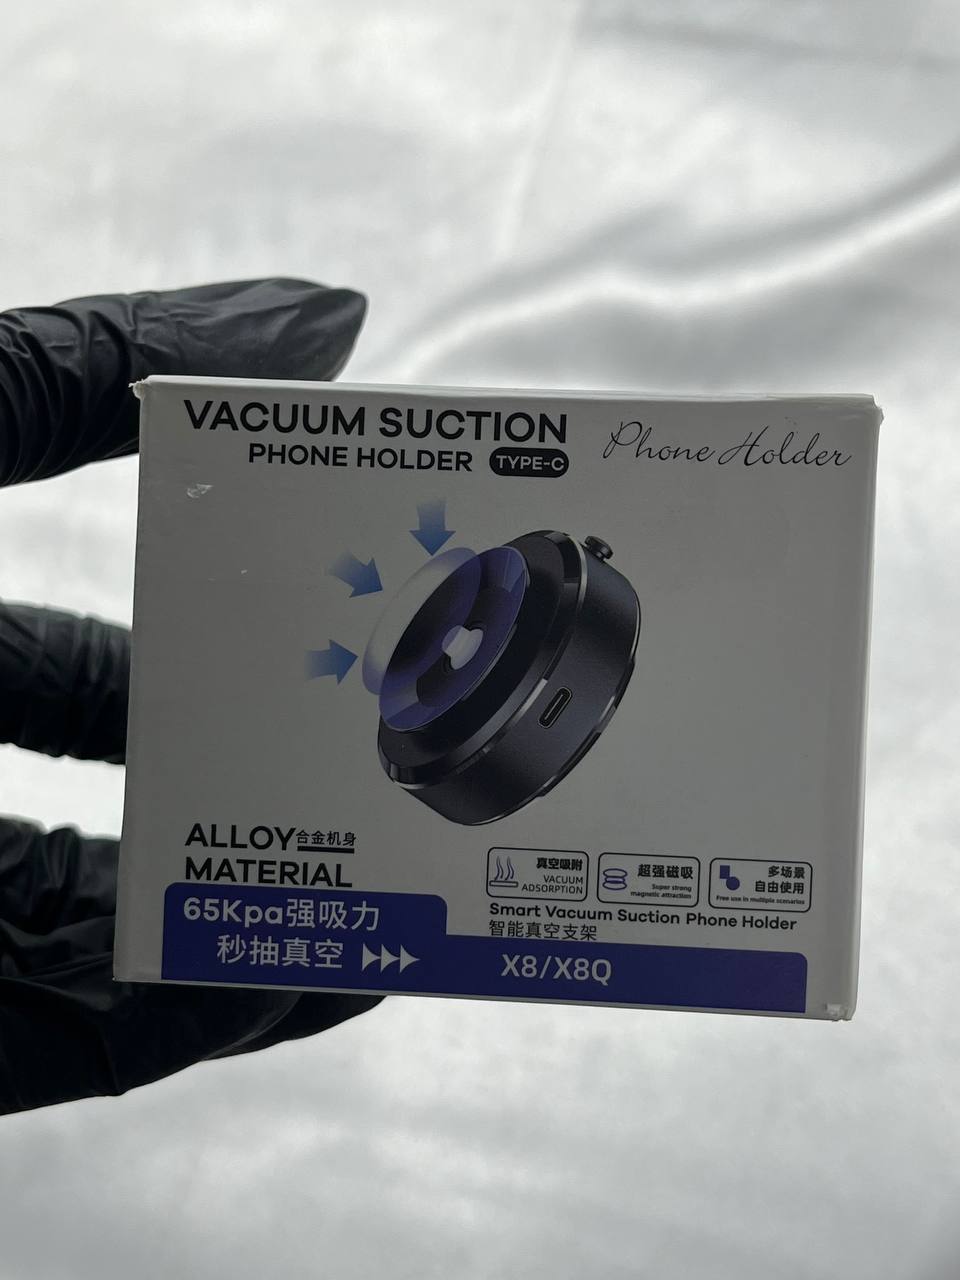 VACUUM SUCTION
PHONE HOLDER TYPE-C
Phone Holder
ALLOY合金机身
MATERIAL
65Kpa强吸力
秒抽真空
真空吸附
VACUUM
ADSORPTION
超强磁吸
Super strong
magnetic attraction
多场景
自由使用
Free use in multiple scenarios
Smart Vacuum Suction Phone Holder
智能真空支架
X8/X8Q